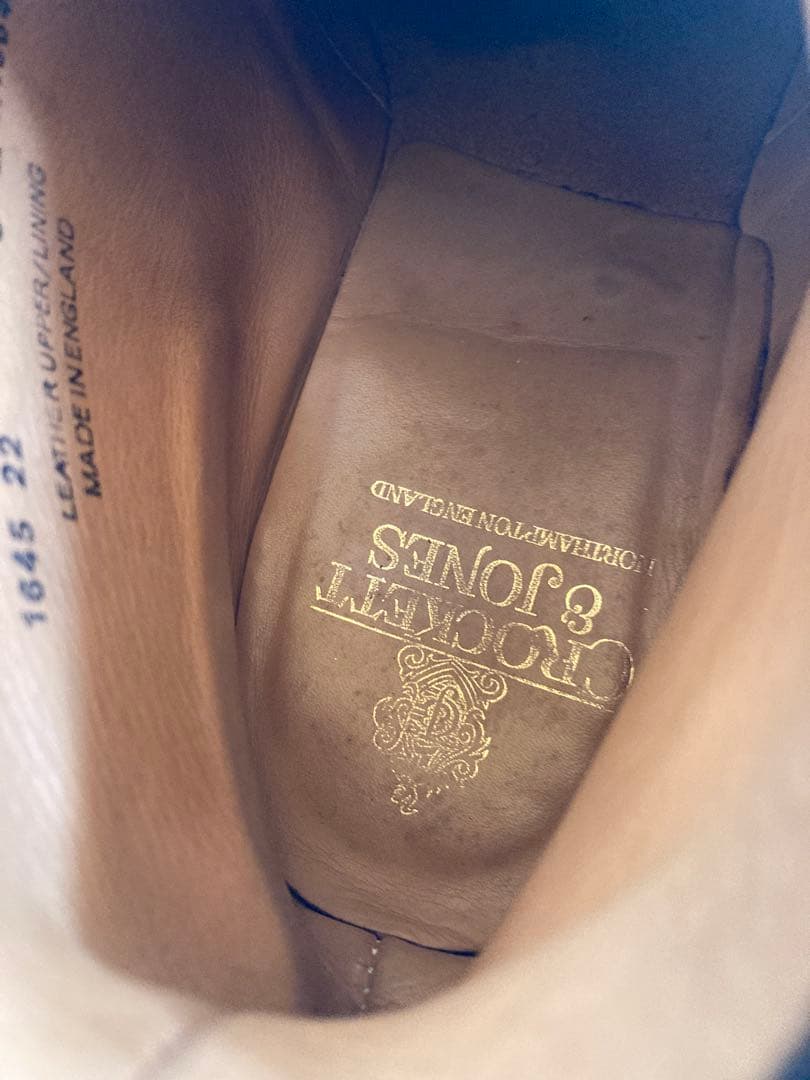 CROCKETT
& JONES
NORTHAMPTON ENGLAND
LEATHER UPPER/LINING
MADE IN ENGLAND
1645 22